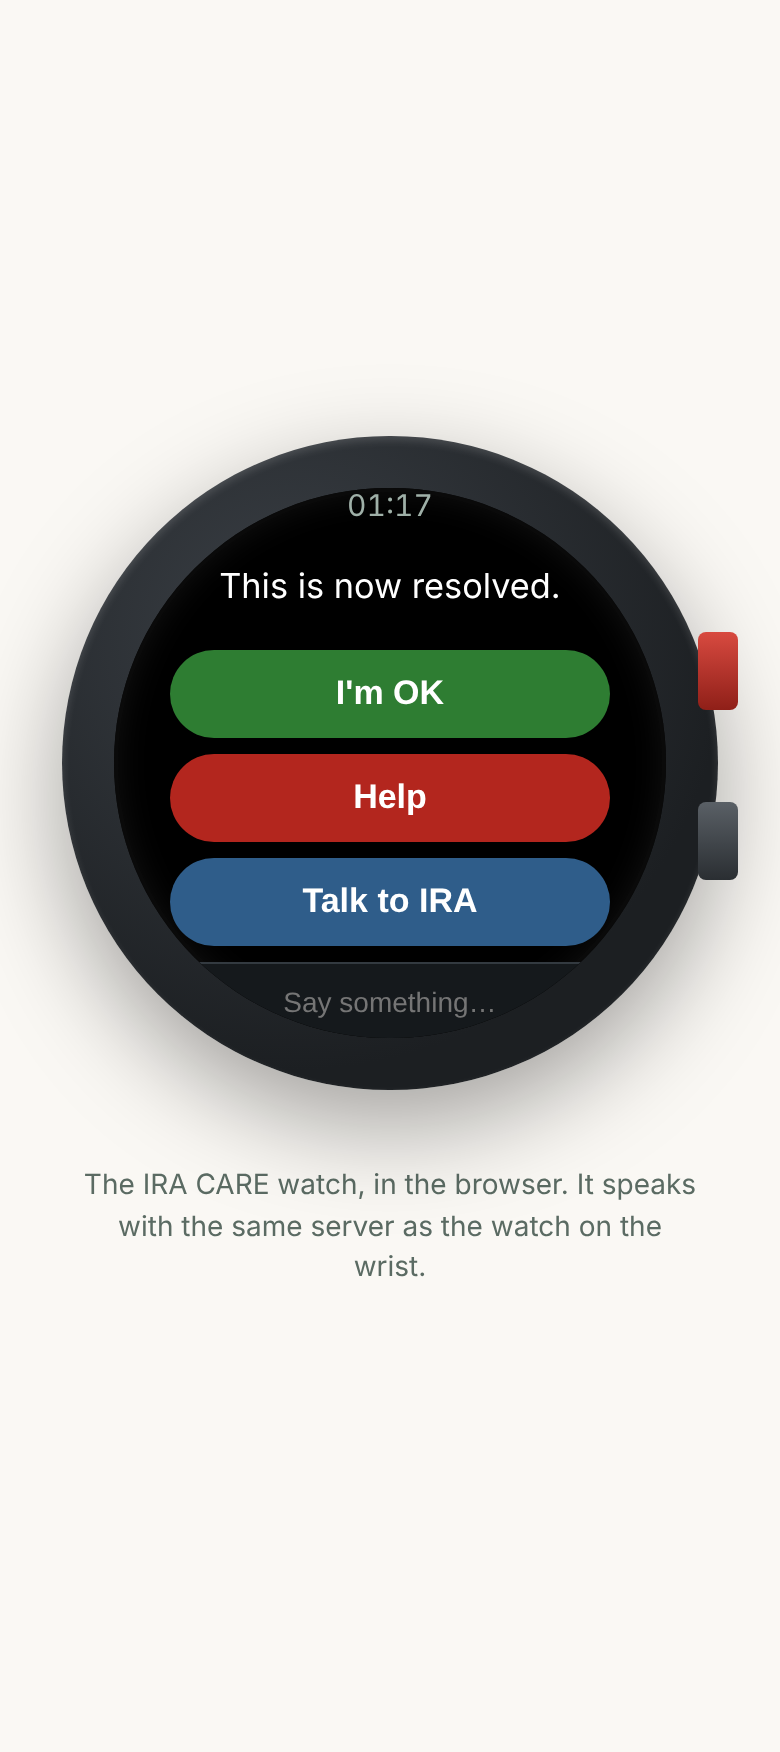 01:17
This is now resolved.
I'm OK
Help
Talk to IRA
Say something…
The IRA CARE watch, in the browser. It speaks
with the same server as the watch on the
wrist.